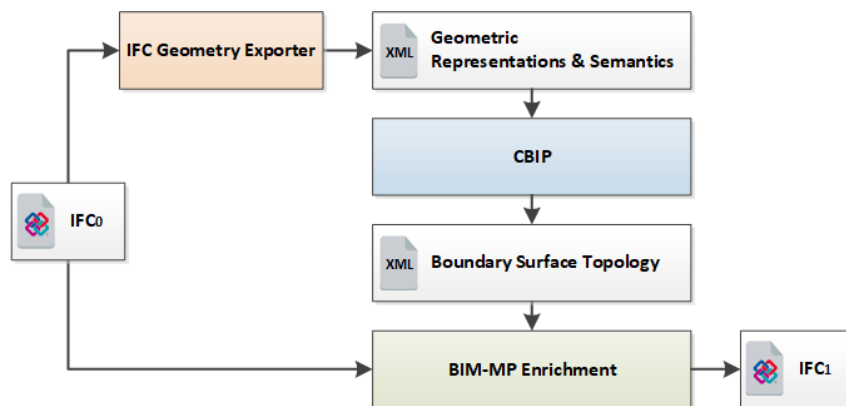 IFC Geometry Exporter
XML
Geometric
Representations & Semantics
CBIP
IFC0
XML
Boundary Surface Topology
BIM-MP Enrichment
IFC1